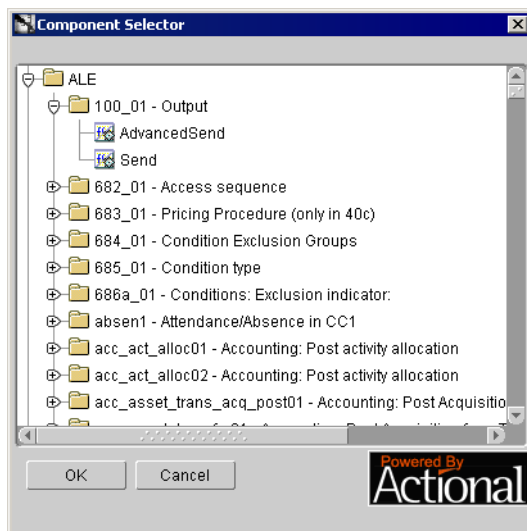 Component Selector
ALE
100_01 - Output
AdvancedSend
Send
682_01 - Access sequence
683_01 - Pricing Procedure (only in 40c)
684_01 - Condition Exclusion Groups
685_01 - Condition type
686a_01 - Conditions: Exclusion indicator:
absen1 - Attendance/Absence in CC1
acc_act_alloc01 - Accounting: Post activity allocation
acc_act_alloc02 - Accounting: Post activity allocation
acc_asset_trans_acq_post01 - Accounting: Post Acquisitio
OK
Cancel
Powered By
Actional